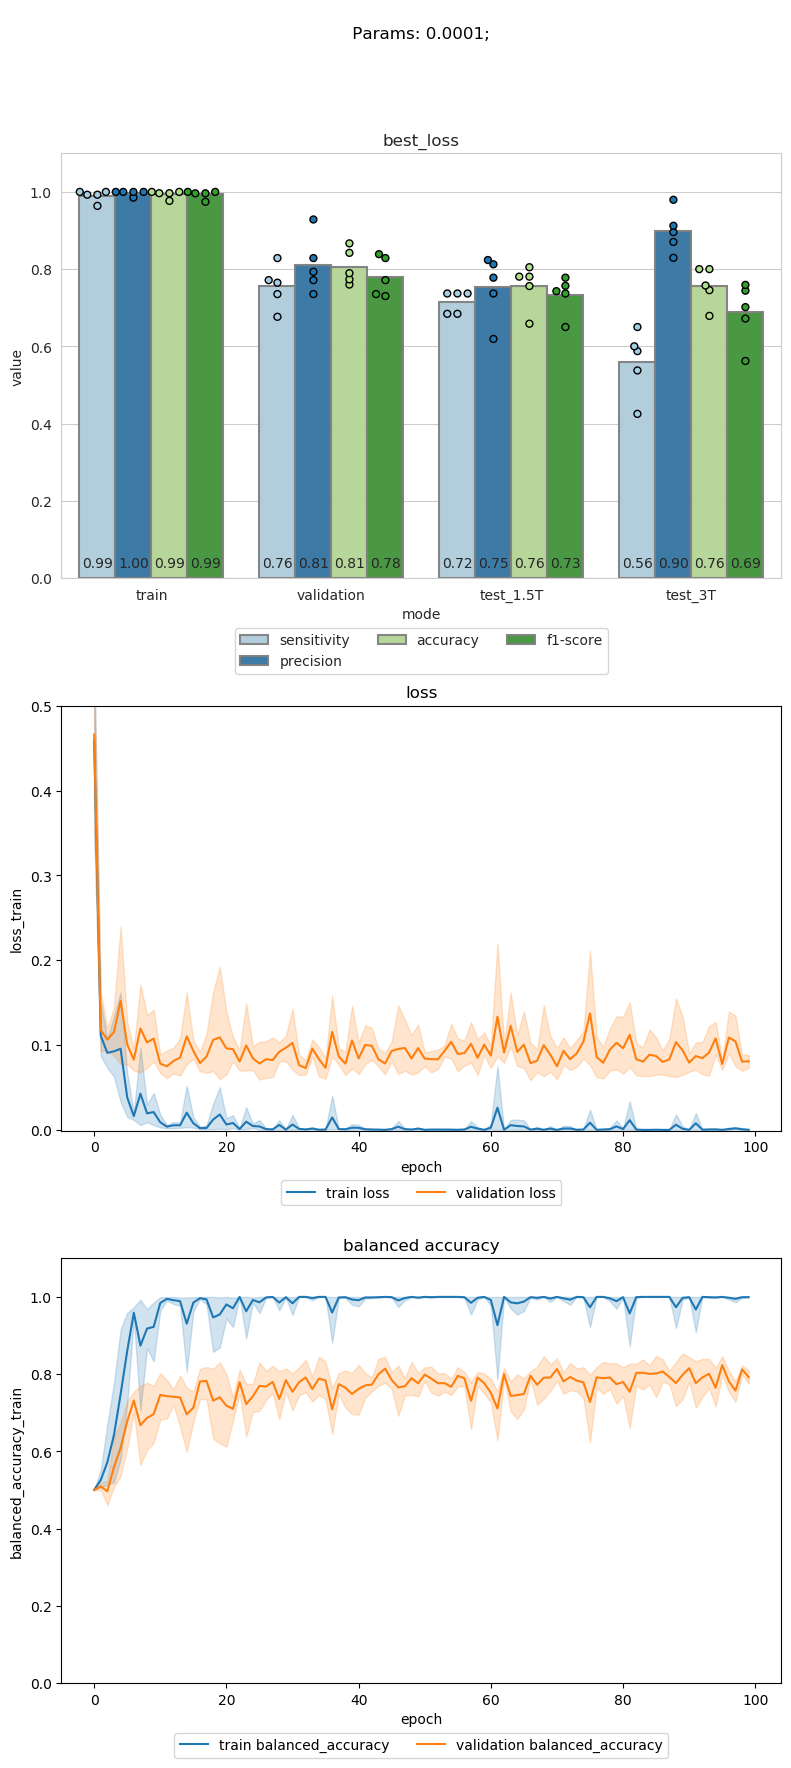 Params: 0.0001;
best_loss
1.0
0.8
0.6
0.4
0.2
0.0
value
0.99 1.00 0.99 0.99 0.76 0.81 0.81 0.78 0.72 0.75 0.76 0.73 0.56 0.90 0.76 0.69
train validation test_1.5T test_3T
mode
sensitivity accuracy f1-score
precision
loss
0.5
0.4
0.3
0.2
0.1
0.0
loss_train
0 20 40 60 80 100
epoch
train loss validation loss
balanced accuracy
1.0
0.8
0.6
0.4
0.2
0.0
balanced_accuracy_train
0 20 40 60 80 100
epoch
train balanced_accuracy validation balanced_accuracy